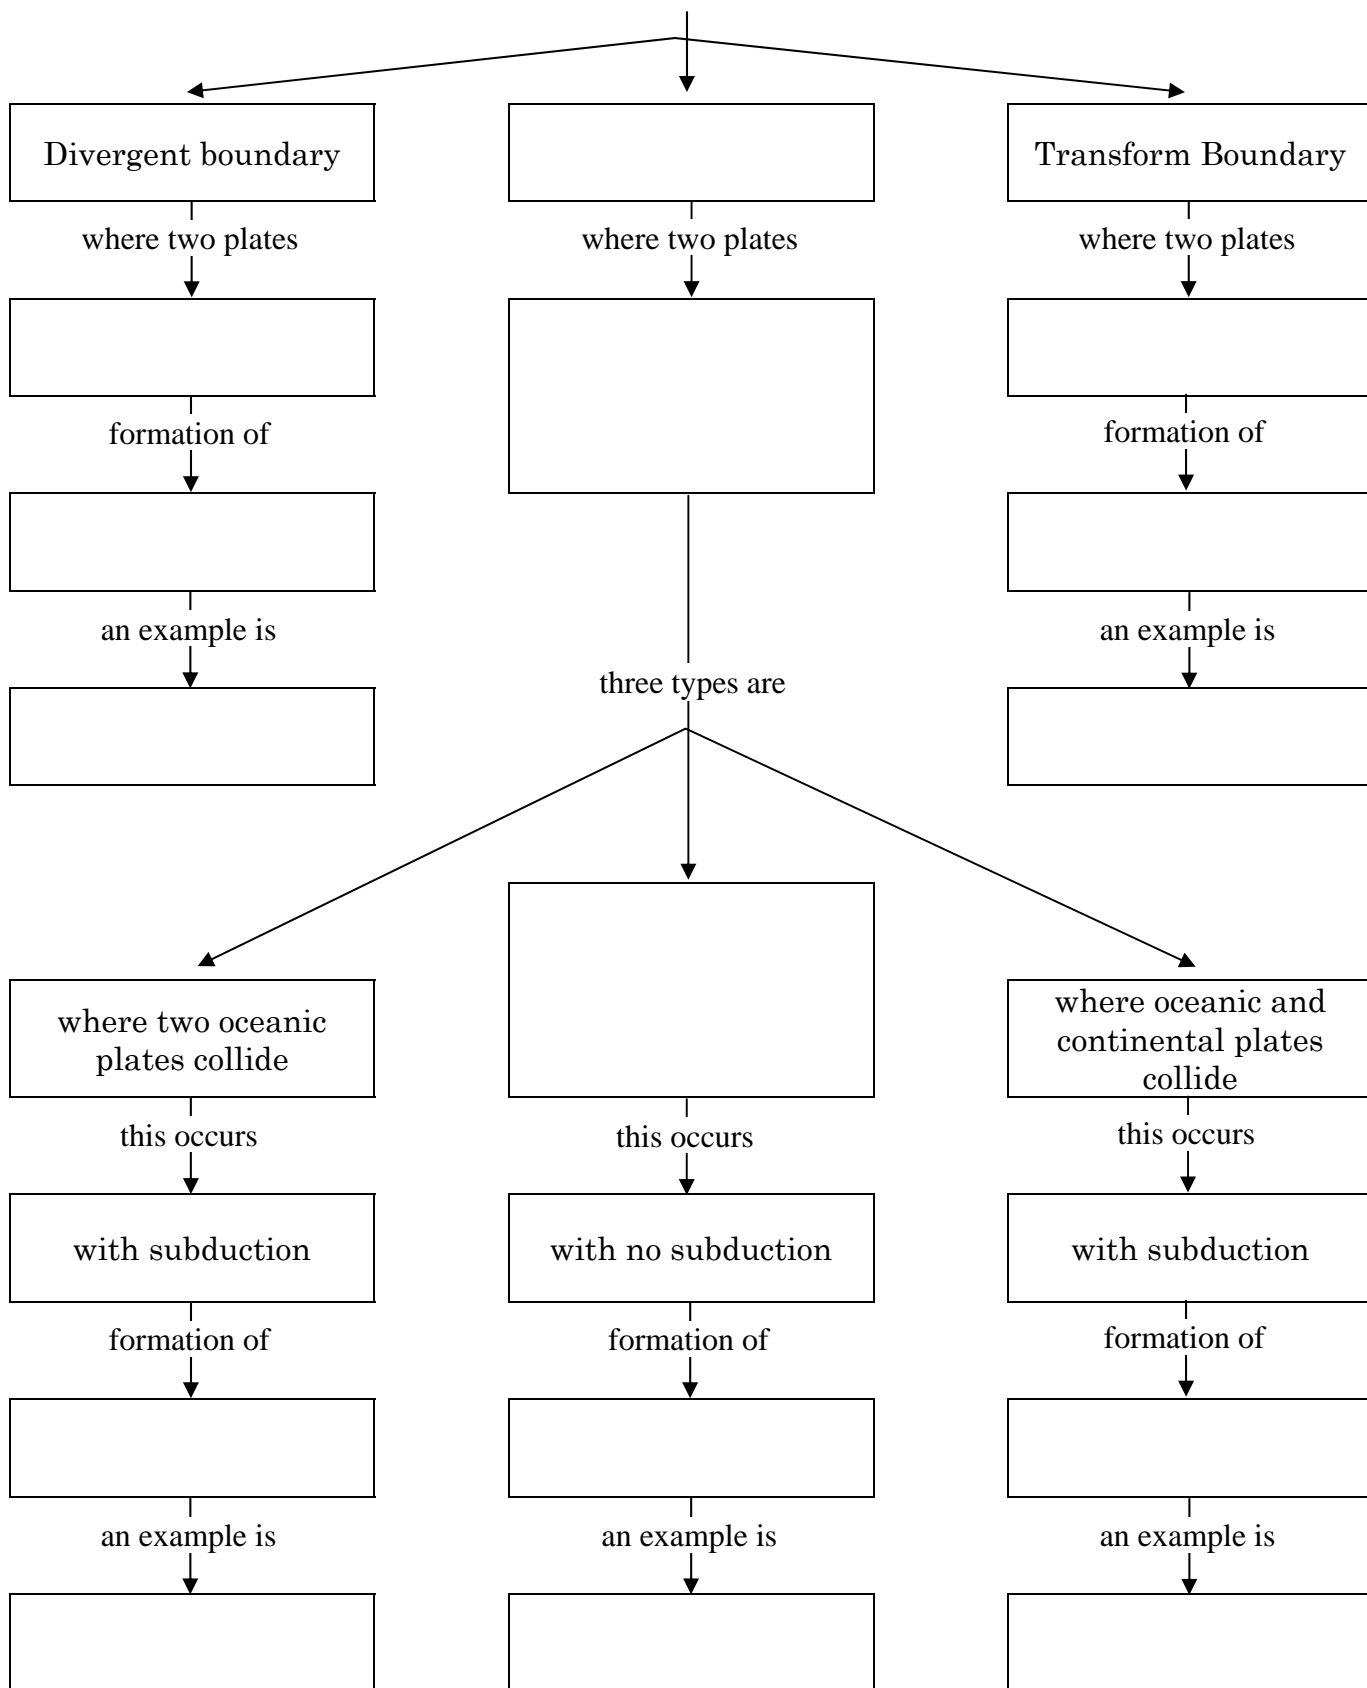 Divergent boundary
Transform Boundary
where two plates
where two plates
where two plates
formation of
formation of
an example is
an example is
three types are
where two oceanic
plates collide
where oceanic and
continental plates
collide
this occurs
this occurs
this occurs
with subduction
with no subduction
with subduction
formation of
formation of
formation of
an example is
an example is
an example is